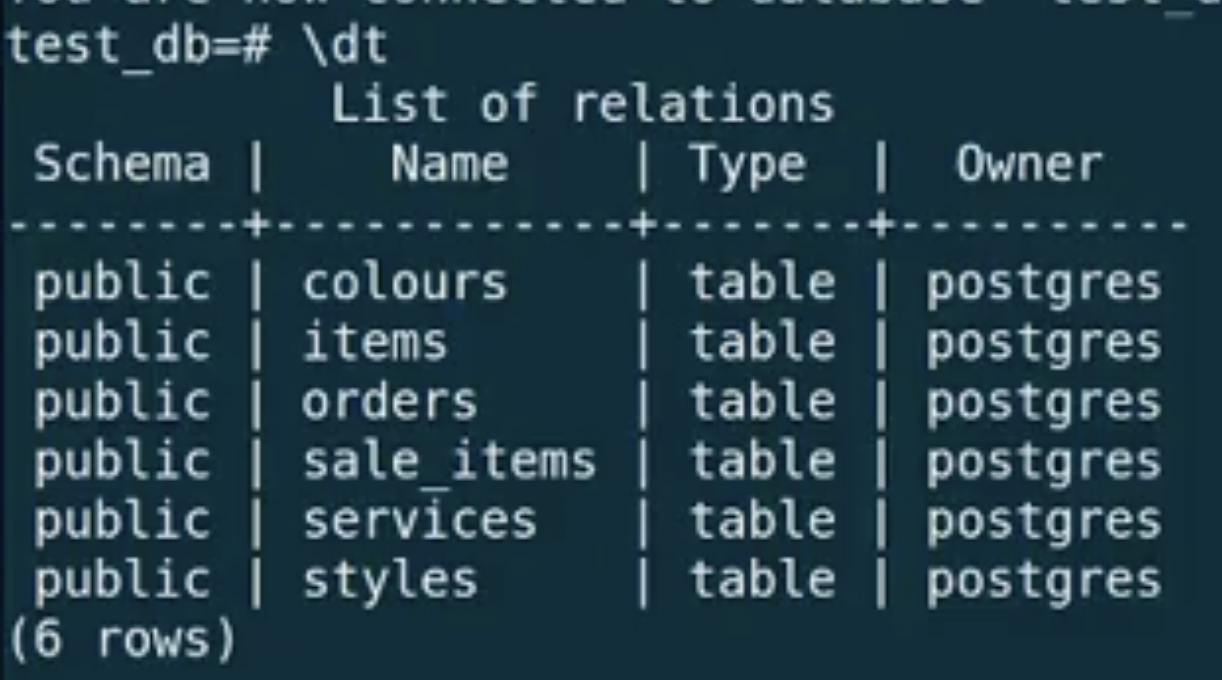 test_db=# \dt
List of relations
Schema | Name | Type | Owner
--------+-------------+-------+----------
public | colours | table | postgres
public | items | table | postgres
public | orders | table | postgres
public | sale_items | table | postgres
public | services | table | postgres
public | styles | table | postgres
(6 rows)